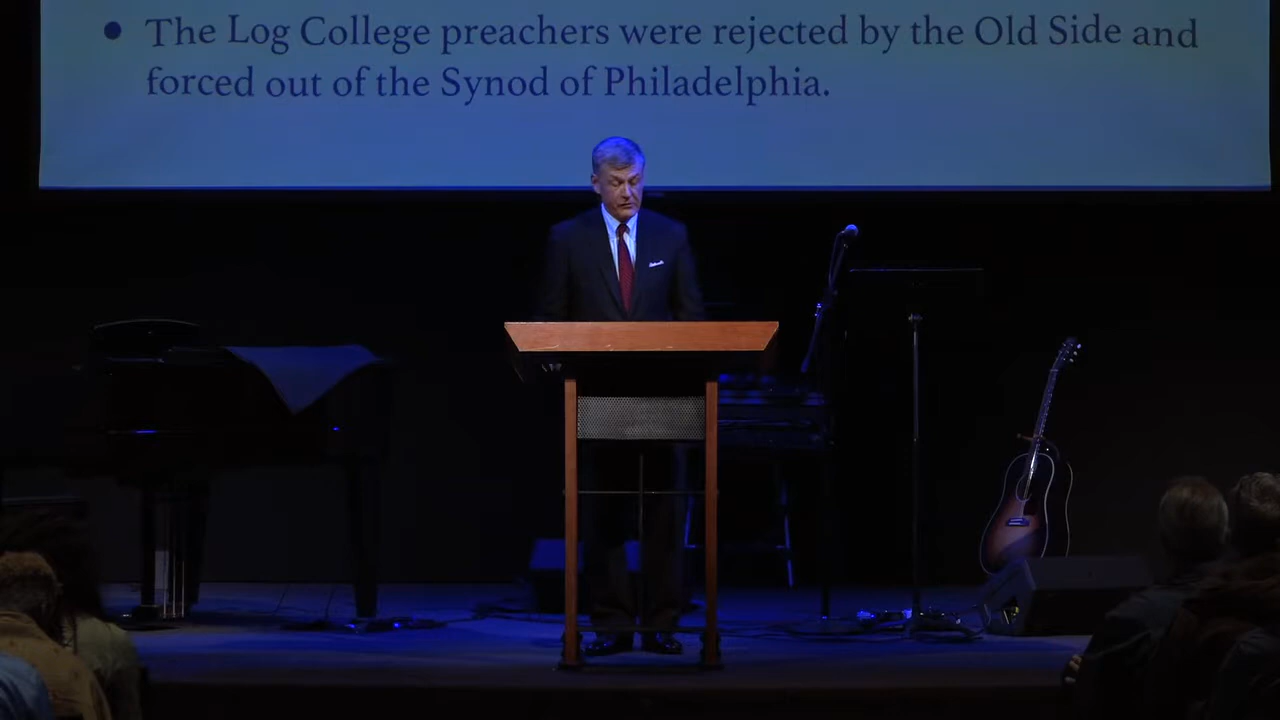 • The Log College preachers were rejected by the Old Side and
forced out of the Synod of Philadelphia.